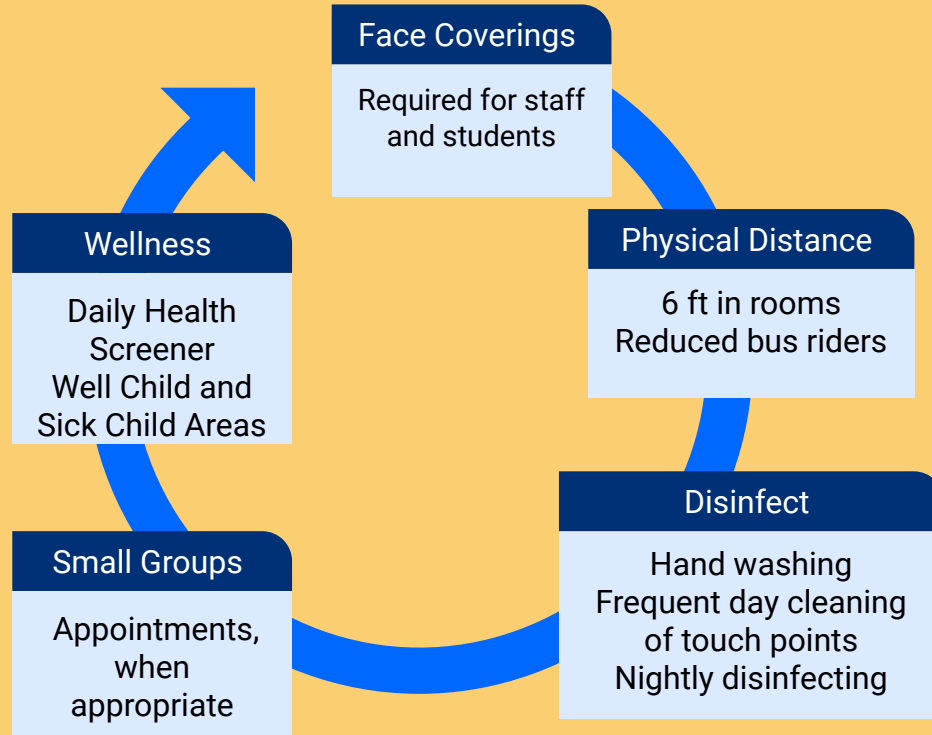 Face Coverings
Required for staff
and students
Physical Distance
6 ft in rooms
Reduced bus riders
Disinfect
Hand washing
Frequent day cleaning
of touch points
Nightly disinfecting
Small Groups
Appointments,
when
appropriate
Wellness
Daily Health
Screener
Well Child and
Sick Child Areas